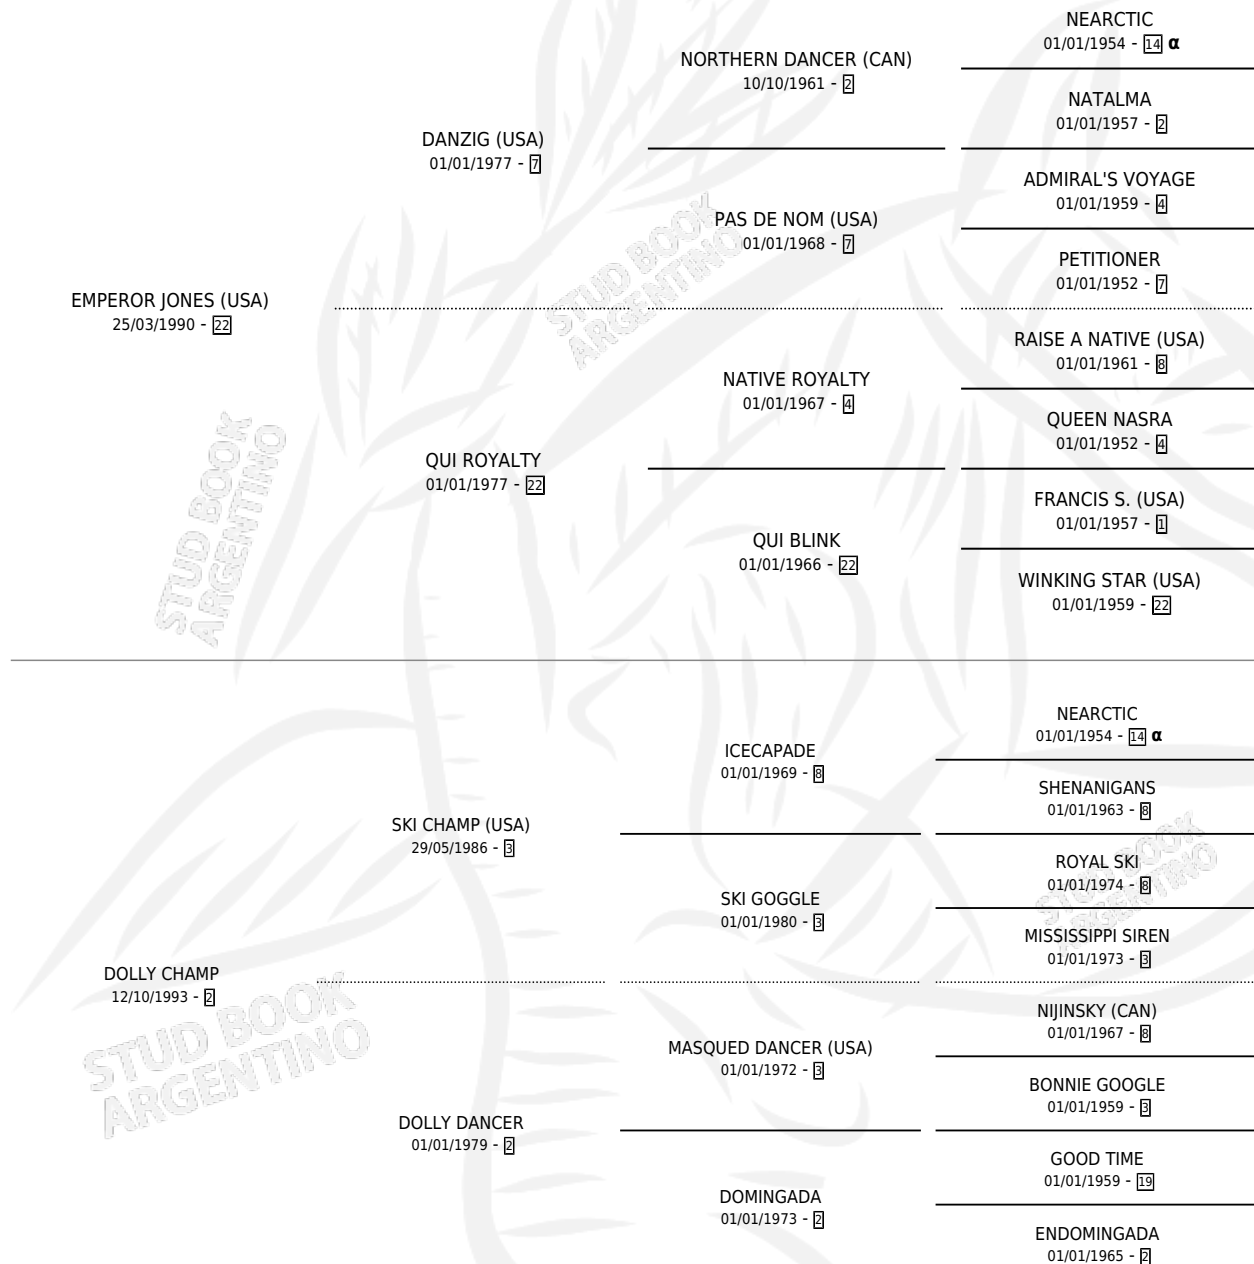 NEARCTIC
01/01/1954 - 14 α
NORTHERN DANCER (CAN)
10/10/1961 - 2
NATALMA
01/01/1957 - 2
DANZIG (USA)
01/01/1977 - 7
ADMIRAL'S VOYAGE
01/01/1959 - 4
PAS DE NOM (USA)
01/01/1968 - 7
PETITIONER
01/01/1952 - 7
EMPEROR JONES (USA)
25/03/1990 - 22
RAISE A NATIVE (USA)
01/01/1961 - 8
NATIVE ROYALTY
01/01/1967 - 4
QUEEN NASRA
01/01/1952 - 4
QUI ROYALTY
01/01/1977 - 22
FRANCIS S. (USA)
01/01/1957 - 1
QUI BLINK
01/01/1966 - 22
WINKING STAR (USA)
01/01/1959 - 22
STUD BOOK
ARGENTINO
STUD BOOK
ARGENTINO
NEARCTIC
01/01/1954 - 14 α
ICECAPADE
01/01/1969 - 8
SHENANIGANS
01/01/1963 - 8
SKI CHAMP (USA)
29/05/1986 - 3
ROYAL SKI
01/01/1974 - 8
SKI GOGGLE
01/01/1980 - 3
MISSISSIPPI SIREN
01/01/1973 - 3
DOLLY CHAMP
12/10/1993 - 2
NIJINSKY (CAN)
01/01/1967 - 8
MASQUED DANCER (USA)
01/01/1972 - 3
BONNIE GOOGLE
01/01/1959 - 3
DOLLY DANCER
01/01/1979 - 2
GOOD TIME
01/01/1959 - 19
DOMINGADA
01/01/1973 - 2
ENDOMINGADA
01/01/1965 - 2
STUD BOOK
ARGENTINO
STUD BOOK
ARGENTINO